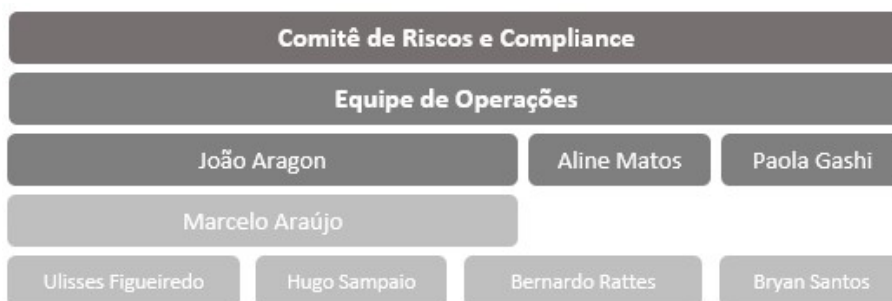 Comitê de Riscos e Compliance
Equipe de Operações
João Aragon Aline Matos Paola Gashi
Marcelo Araújo
Ulisses Figueiredo Hugo Sampaio Bernardo Rattes Bryan Santos